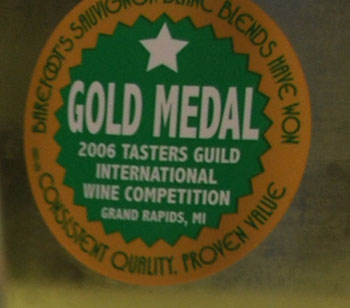 BAREFOOT'S SAUVIGNON BLANC BLENDS HAVE WON
GOLD MEDAL
2006 TASTERS GUILD
INTERNATIONAL
WINE COMPETITION
GRAND RAPIDS, MI
CONSISTENT QUALITY. PROVEN VALUE